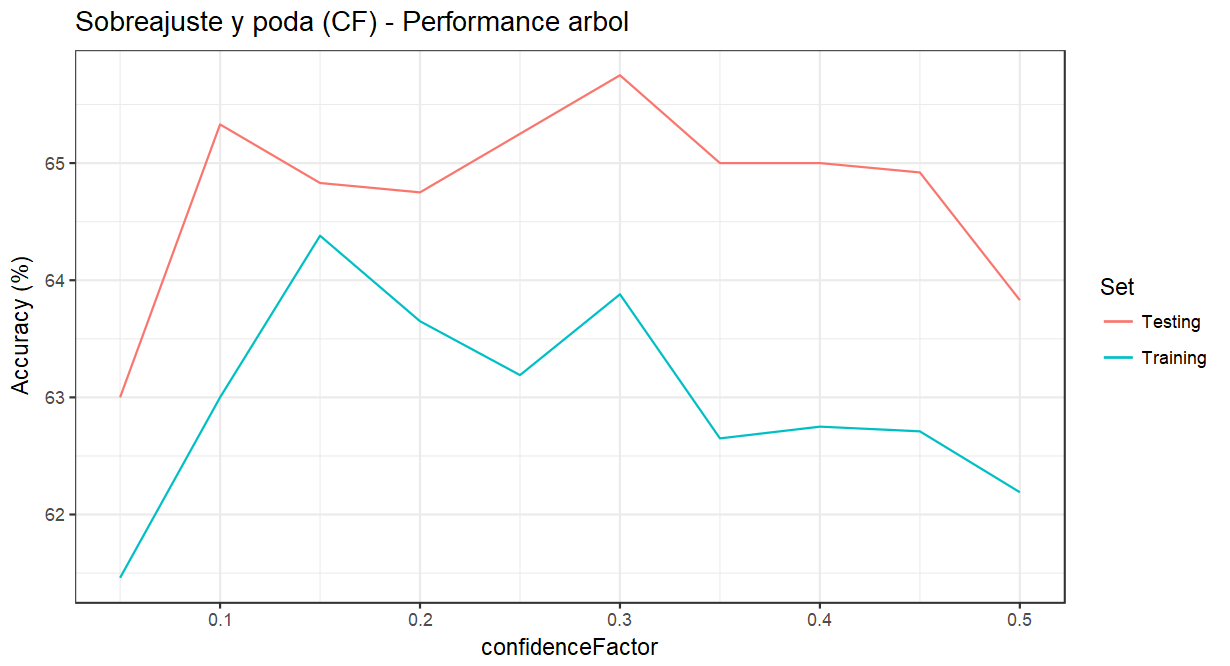 Sobreajuste y poda (CF) - Performance arbol
Accuracy (%)
65
64
63
62
0.1
0.2
0.3
0.4
0.5
confidenceFactor
Set
Testing
Training